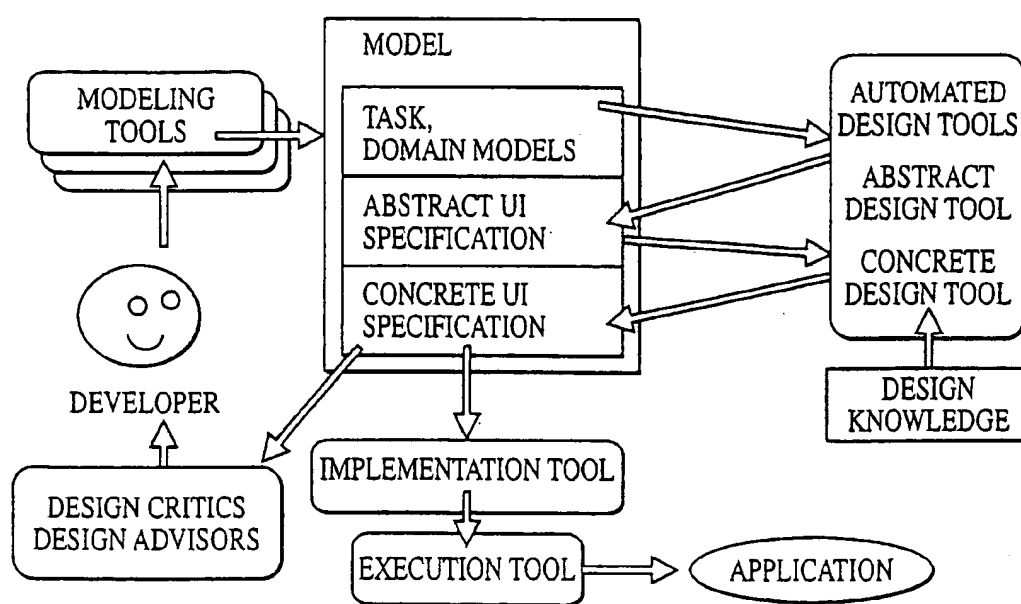 MODELING
TOOLS
MODEL
TASK,
DOMAIN MODELS
ABSTRACT UI
SPECIFICATION
CONCRETE UI
SPECIFICATION
AUTOMATED
DESIGN TOOLS
ABSTRACT
DESIGN TOOL
CONCRETE
DESIGN TOOL
DESIGN
KNOWLEDGE
DEVELOPER
DESIGN CRITICS
DESIGN ADVISORS
IMPLEMENTATION TOOL
EXECUTION TOOL
APPLICATION